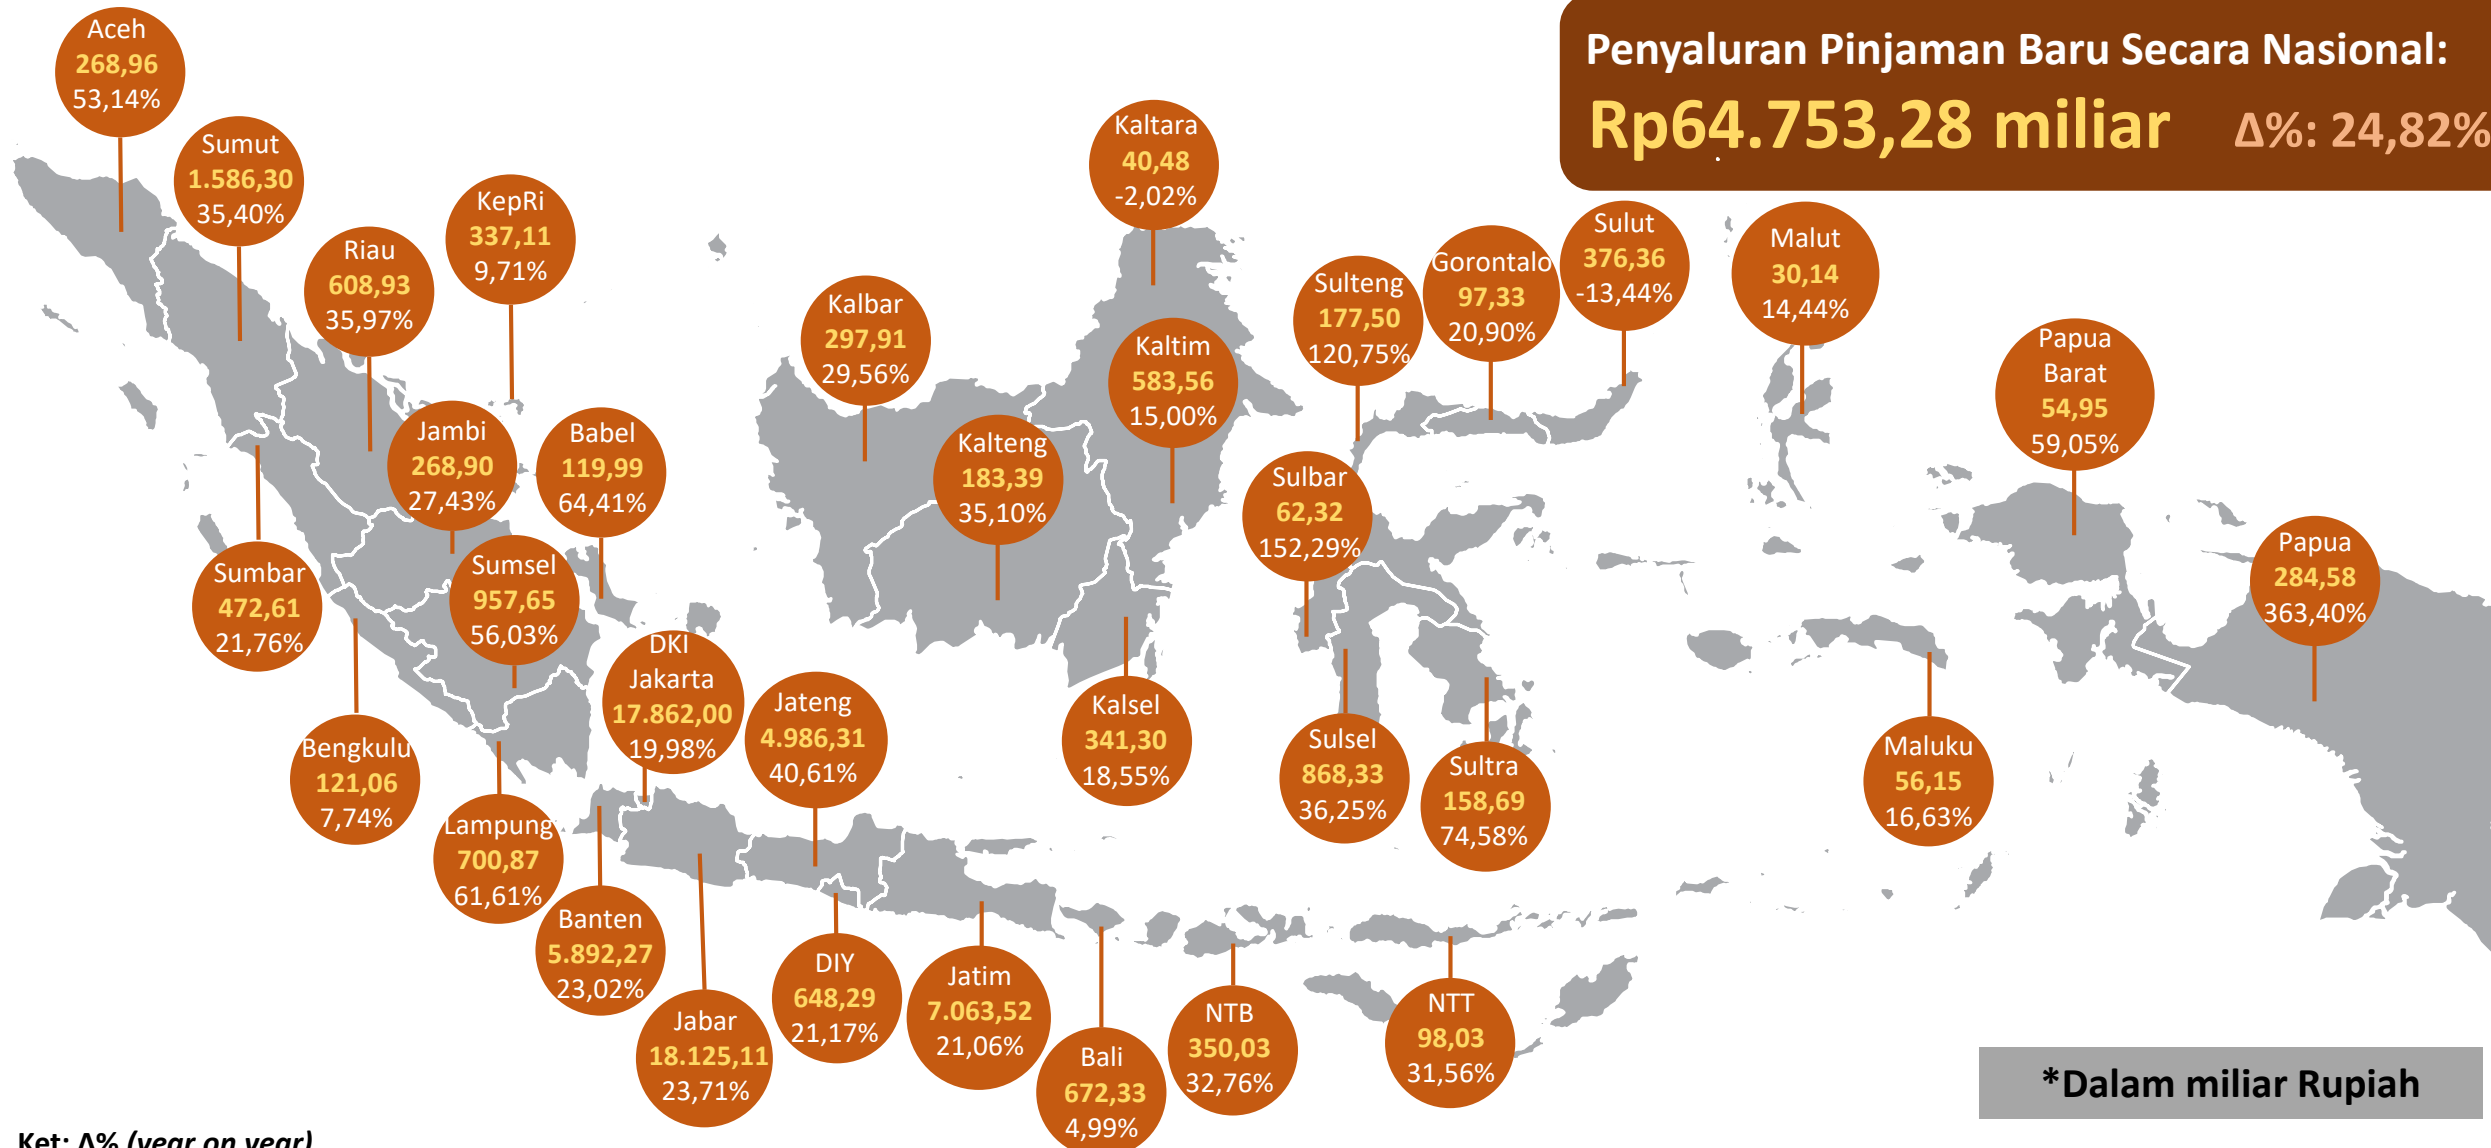 Penyaluran Pinjaman Baru Secara Nasional:
Rp64.753,28 miliar Δ%: 24,82%
Aceh
268,96
53,14%
Sumut
1.586,30
35,40%
Riau
608,93
35,97%
KepRi
337,11
9,71%
Jambi
268,90
27,43%
Babel
119,99
64,41%
Sumbar
472,61
21,76%
Sumsel
957,65
56,03%
Bengkulu
121,06
7,74%
Lampung
700,87
61,61%
DKI
Jakarta
17.862,00
19,98%
Jateng
4.986,31
40,61%
Banten
5.892,27
23,02%
Jabar
18.125,11
23,71%
DIY
648,29
21,17%
Jatim
7.063,52
21,06%
Bali
672,33
4,99%
NTB
350,03
32,76%
NTT
98,03
31,56%
Kalbar
297,91
29,56%
Kalteng
183,39
35,10%
Kaltara
40,48
-2,02%
Kaltim
583,56
15,00%
Kalsel
341,30
18,55%
Sulteng
177,50
120,75%
Gorontalo
97,33
20,90%
Sulut
376,36
-13,44%
Sulbar
62,32
152,29%
Sulsel
868,33
36,25%
Sultra
158,69
74,58%
Malut
30,14
14,44%
Maluku
56,15
16,63%
Papua
Barat
54,95
59,05%
Papua
284,58
363,40%
*Dalam miliar Rupiah
Ket: Δ% (year on year)